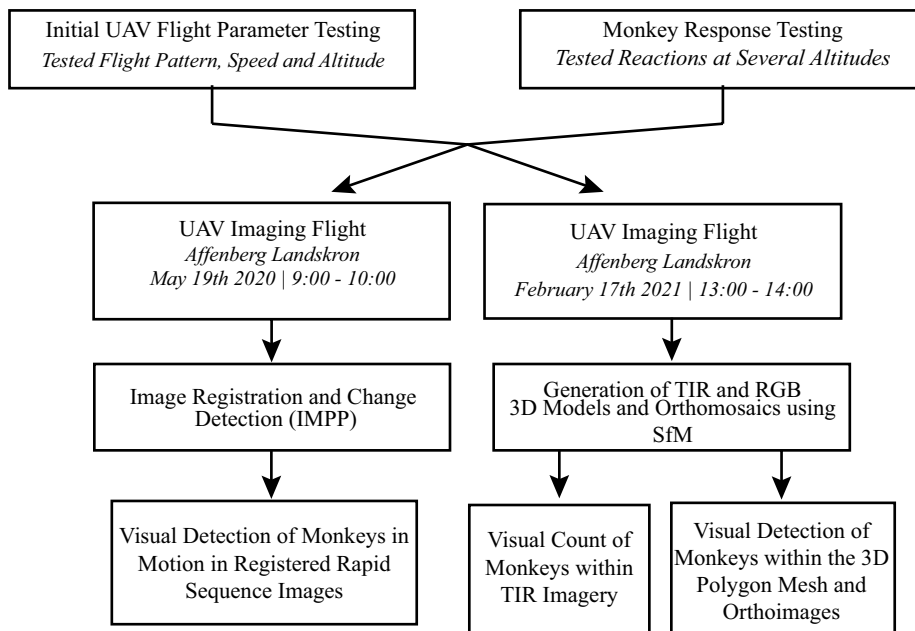 Initial UAV Flight Parameter Testing
Tested Flight Pattern, Speed and Altitude
Monkey Response Testing
Tested Reactions at Several Altitudes
UAV Imaging Flight
Affenberg Landskron
May 19th 2020 | 9:00 - 10:00
UAV Imaging Flight
Affenberg Landskron
February 17th 2021 | 13:00 - 14:00
Image Registration and Change
Detection (IMPP)
Generation of TIR and RGB
3D Models and Orthomosaics using
SfM
Visual Detection of Monkeys in
Motion in Registered Rapid
Sequence Images
Visual Count of
Monkeys within
TIR Imagery
Visual Detection of
Monkeys within the 3D
Polygon Mesh and
Orthoimages